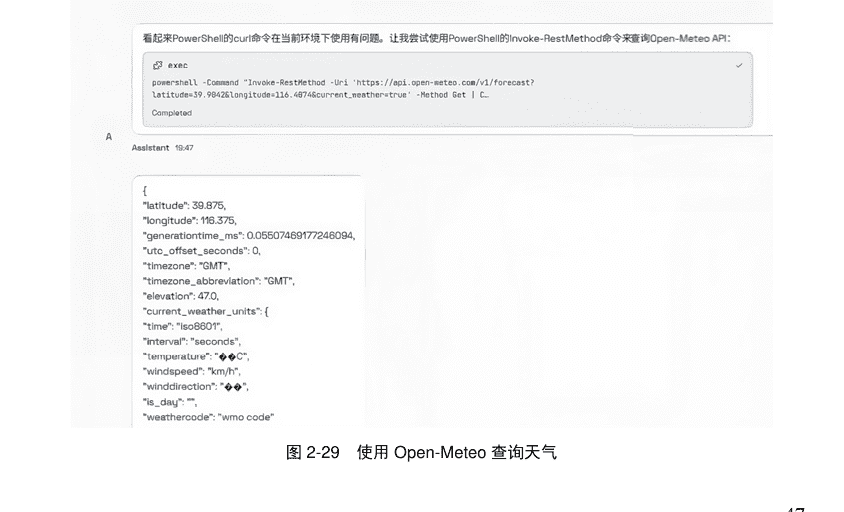 看起来PowerShell的curl命令在当前环境下使用有问题。让我尝试使用PowerShell的Invoke-RestMethod命令来查询Open-Meteo API：
exec
powershell -Command "Invoke-RestMethod -Uri 'https://api.open-meteo.com/v1/forecast?
latitude=39.9042&longitude=116.4074&current_weather=true' -Method Get | C…
Completed
A
Assistant 19:47
{
"latitude": 39.875,
"longitude": 116.375,
"generationtime_ms": 0.05507469177246094,
"utc_offset_seconds": 0,
"timezone": "GMT",
"timezone_abbreviation": "GMT",
"elevation": 47.0,
"current_weather_units": {
"time": "iso8601",
"interval": "seconds",
"temperature": "��C",
"windspeed": "km/h",
"winddirection": "��",
"is_day": "",
"weathercode": "wmo code"
图 2-29 使用 Open-Meteo 查询天气